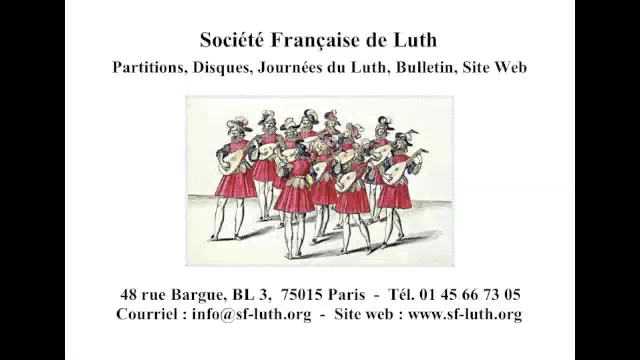 Société Française de Luth
Partitions, Disques, Journées du Luth, Bulletin, Site Web
48 rue Bargue, BL 3, 75015 Paris - Tél. 01 45 66 73 05
Courriel : info@sf-luth.org - Site web : www.sf-luth.org